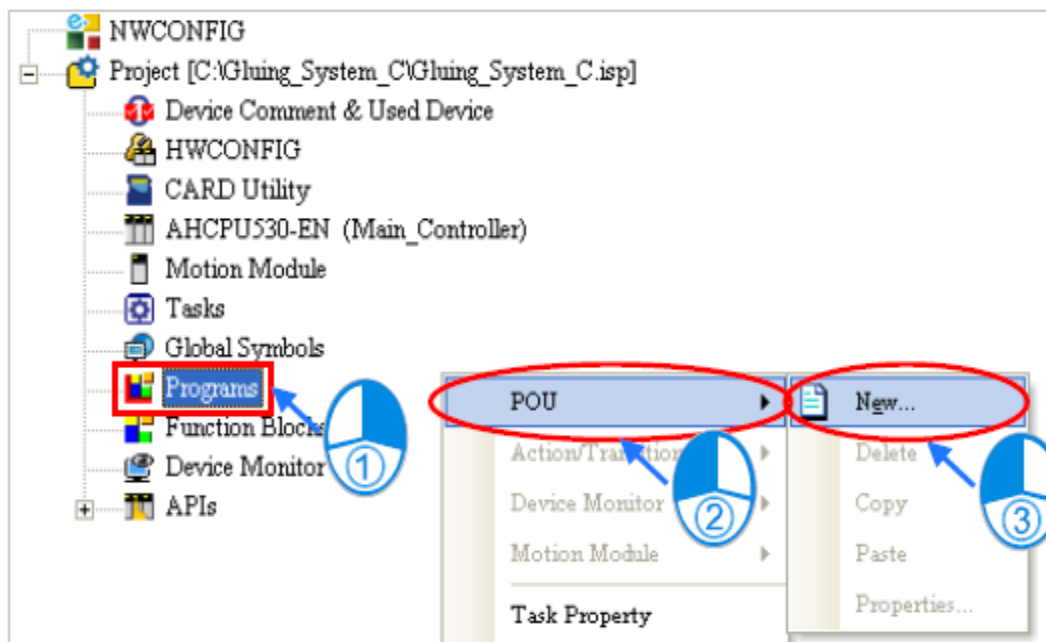 NWCONFIG
Project [C:\Gluing_System_C\Gluing_System_C.isp]
Device Comment & Used Device
HWCONFIG
CARD Utility
AHCPU530-EN (Main_Controller)
Motion Module
Tasks
Global Symbols
Programs
Function Blocks
Device Monitor
APIs
1
POU
Action/Transition
Device Monitor
Motion Module
Task Property
2
New...
Delete
Copy
Paste
Properties...
3